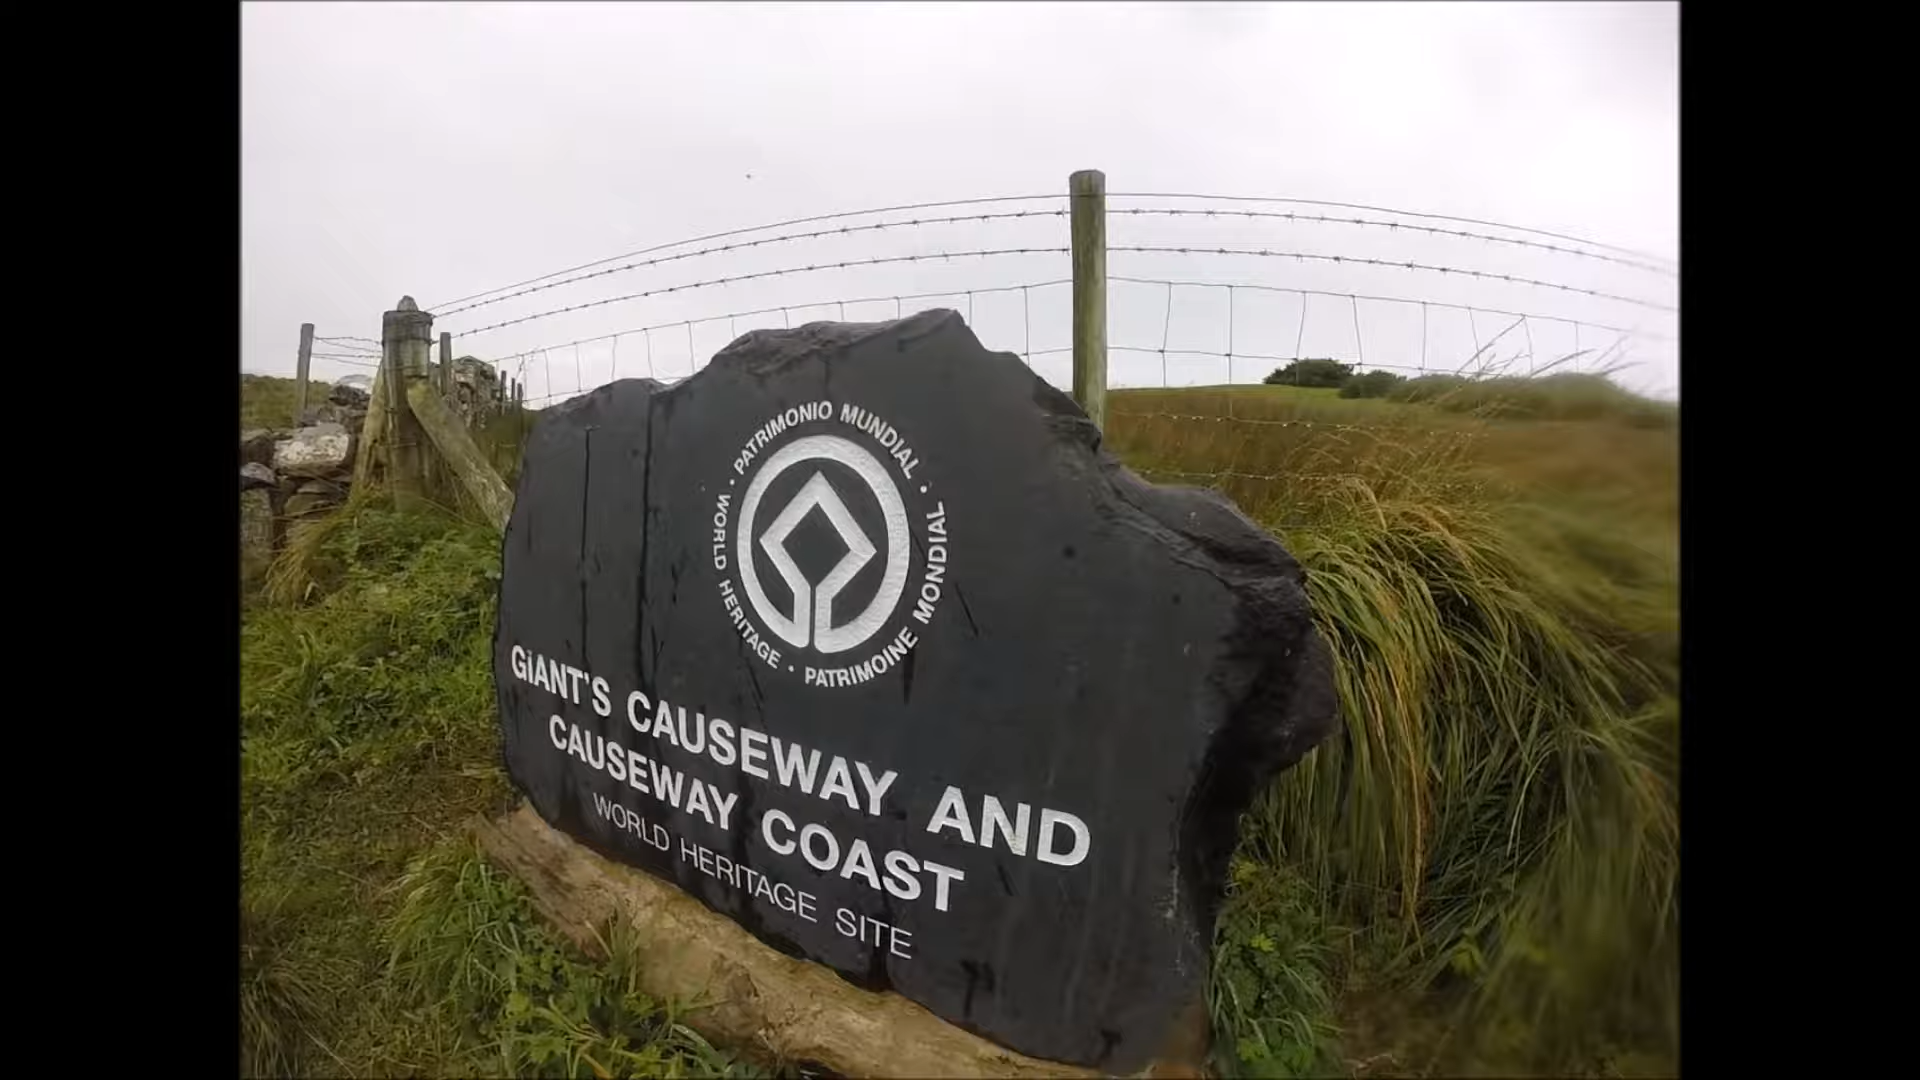 PATRIMONIO MUNDIAL • WORLD HERITAGE • PATRIMOINE MONDIAL •
GiANT'S CAUSEWAY AND
CAUSEWAY COAST
WORLD HERITAGE SITE